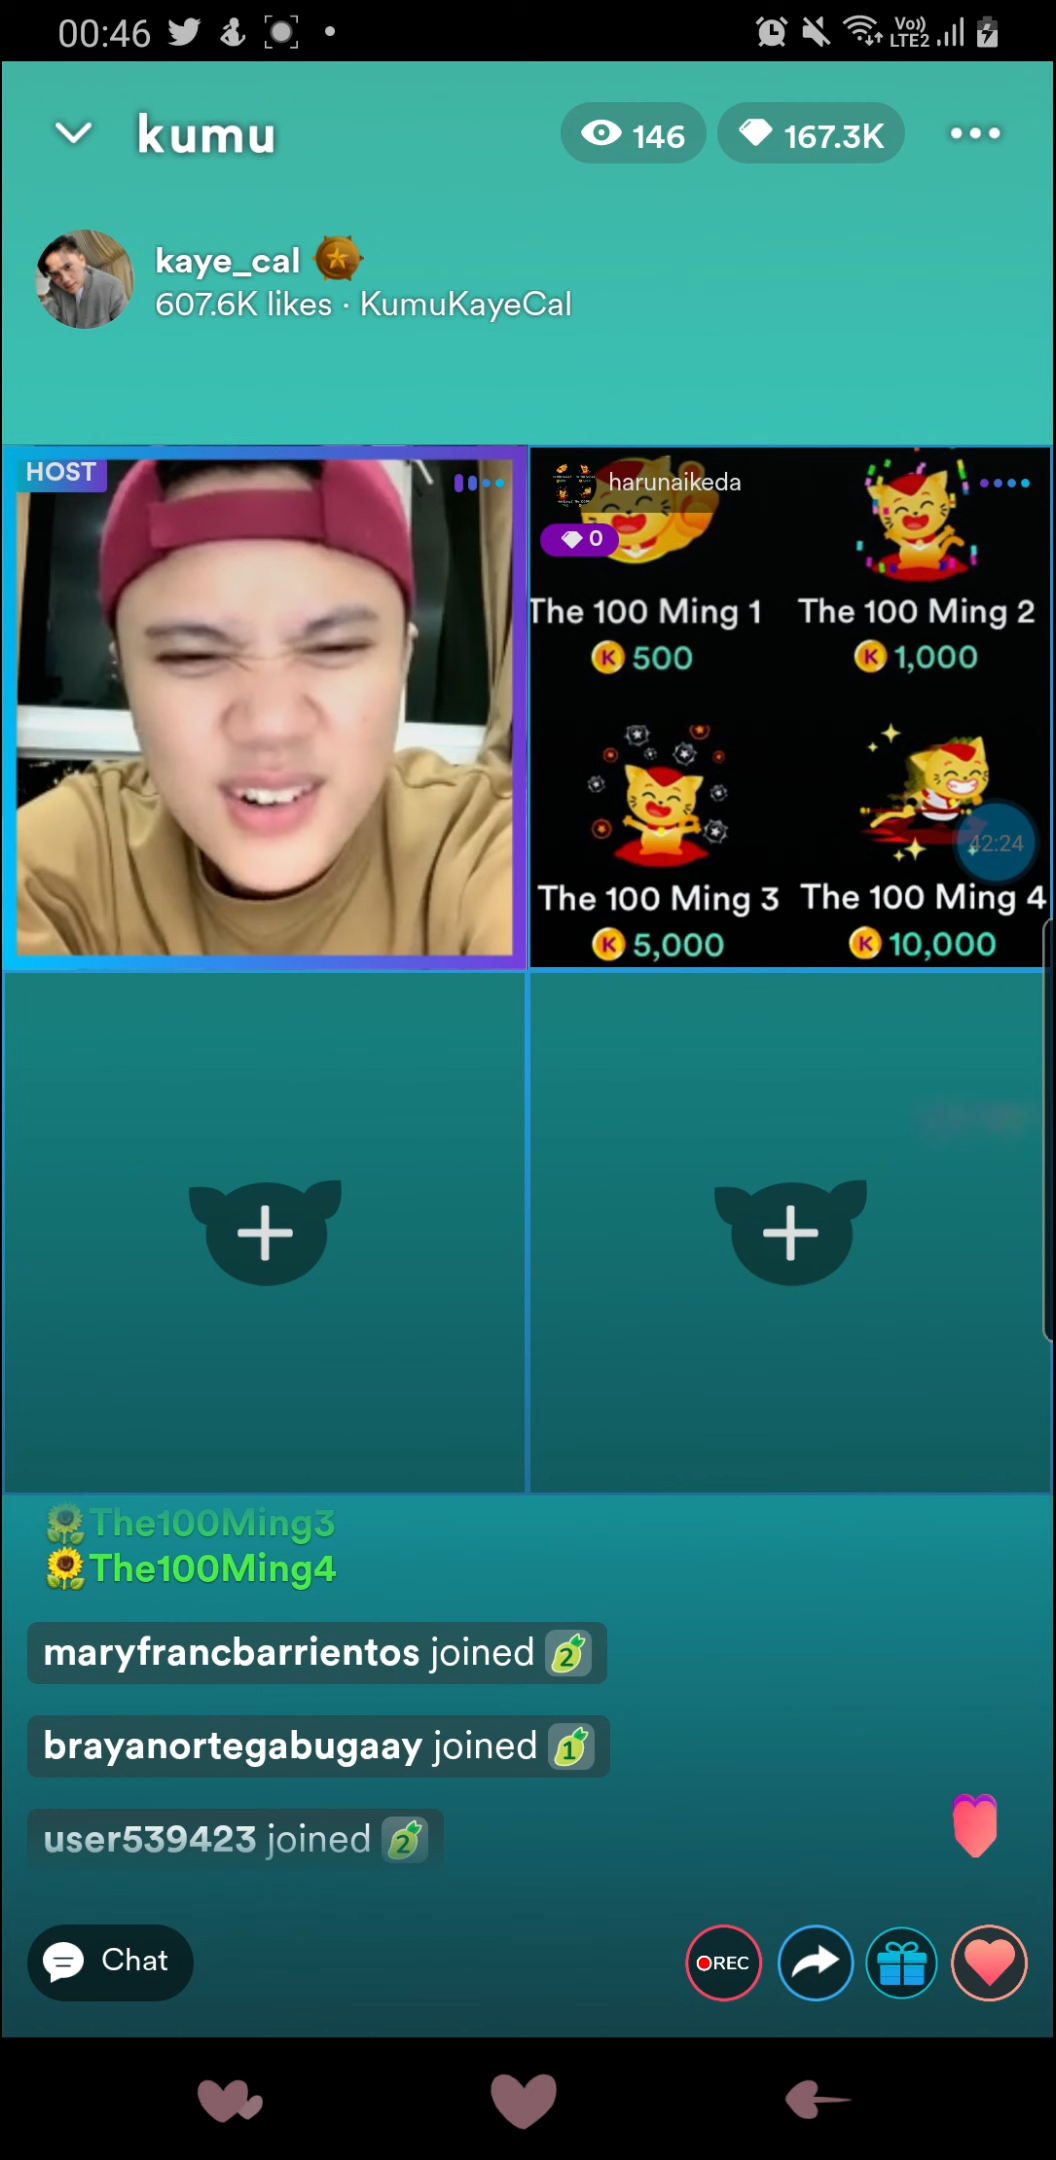 00:46
Vo))
LTE2
kumu
146
167.3K
kaye_cal
607.6K likes · KumuKayeCal
HOST
harunaikeda
0
The 100 Ming 1
The 100 Ming 2
K 500
K 1,000
42:24
The 100 Ming 3
The 100 Ming 4
K 5,000
K 10,000
The100Ming3
The100Ming4
maryfrancbarrientos joined 2
brayanortegabugaay joined 1
user539423 joined 2
Chat
REC